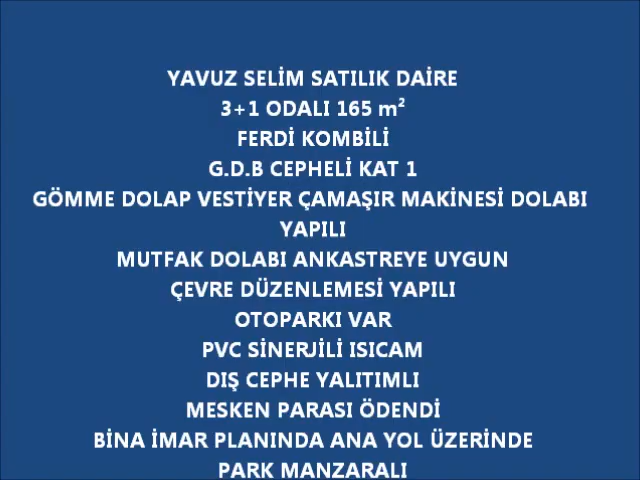 YAVUZ SELİM SATILIK DAİRE
3+1 ODALI 165 m²
FERDİ KOMBİLİ
G.D.B CEPHELİ KAT 1
GÖMME DOLAP VESTİYER ÇAMAŞIR MAKİNESİ DOLABI
YAPILI
MUTFAK DOLABI ANKASTREYE UYGUN
ÇEVRE DÜZENLEMESİ YAPILI
OTOPARKI VAR
PVC SİNERJİLİ ISICAM
DIŞ CEPHE YALITIMLI
MESKEN PARASI ÖDENDİ
BİNA İMAR PLANINDA ANA YOL ÜZERİNDE
PARK MANZARALI